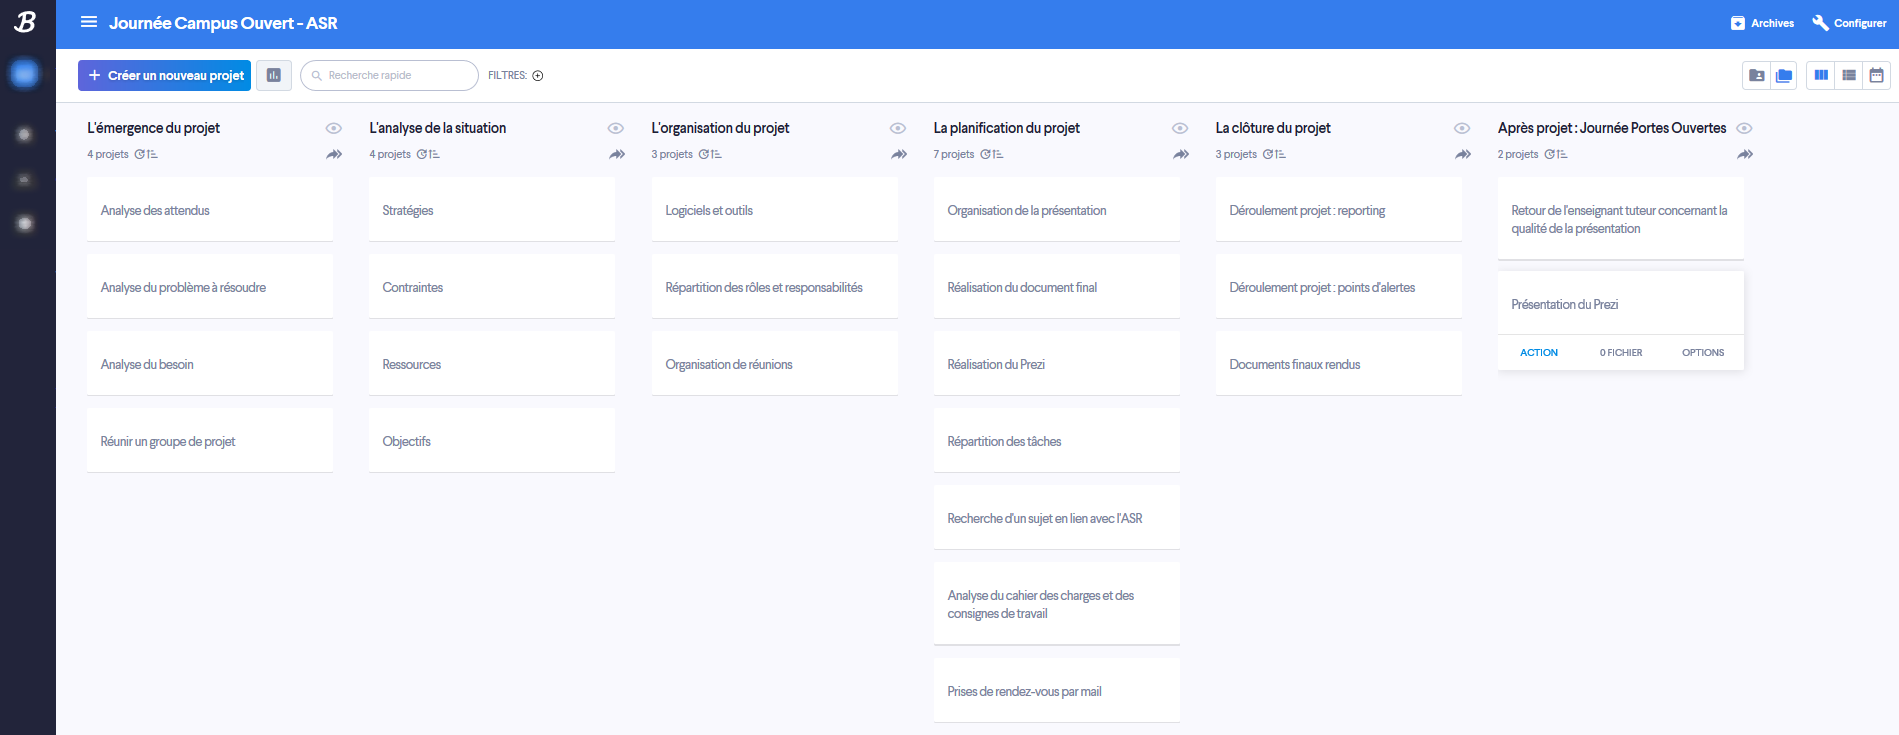 B
Journée Campus Ouvert - ASR
Archives
Configurer
Créer un nouveau projet
Recherche rapide
FILTRES:
L'émergence du projet
4 projets
Analyse des attendus
Analyse du problème à résoudre
Analyse du besoin
Réunir un groupe de projet
L'analyse de la situation
4 projets
Stratégies
Contraintes
Ressources
Objectifs
L'organisation du projet
3 projets
Logiciels et outils
Répartition des rôles et responsabilités
Organisation de réunions
La planification du projet
7 projets
Organisation de la présentation
Réalisation du document final
Réalisation du Prezi
Répartition des tâches
Recherche d'un sujet en lien avec l'ASR
Analyse du cahier des charges et des
consignes de travail
Prises de rendez-vous par mail
La clôture du projet
3 projets
Déroulement projet : reporting
Déroulement projet : points d'alertes
Documents finaux rendus
Après projet : Journée Portes Ouvertes
2 projets
Retour de l'enseignant tuteur concernant la
qualité de la présentation
Présentation du Prezi
ACTION
0 FICHIER
OPTIONS